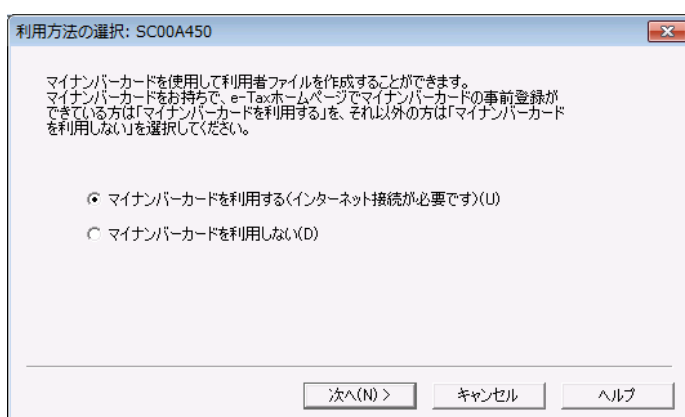 利用方法の選択: SC00A450
マイナンバーカードを使用して利用者ファイルを作成することができます。
マイナンバーカードをお持ちで、e-Taxホームページでマイナンバーカードの事前登録が
できている方は「マイナンバーカードを利用する」を、それ以外の方は「マイナンバーカード
を利用しない」を選択してください。
マイナンバーカードを利用する(インターネット接続が必要です)(U)
マイナンバーカードを利用しない(D)
次へ(N) >
キャンセル
ヘルプ